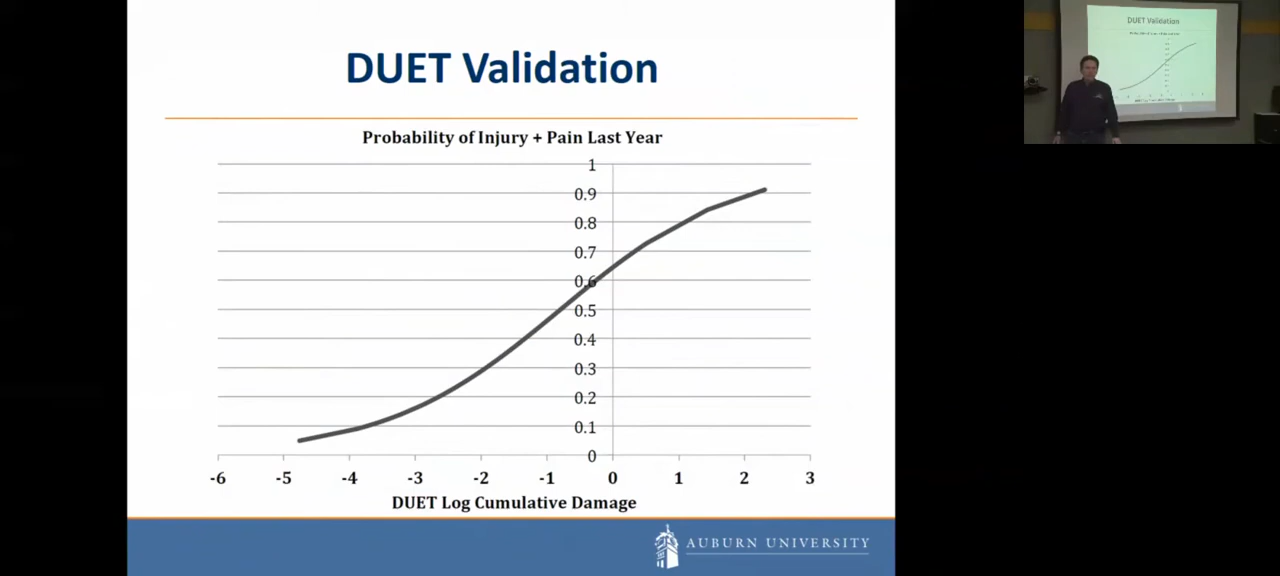 DUET Validation
Probability of Injury + Pain Last Year
1
0.9
0.8
0.7
0.6
0.5
0.4
0.3
0.2
0.1
0
-6 -5 -4 -3 -2 -1 0 1 2 3
DUET Log Cumulative Damage
AUBURN UNIVERSITY
DUET Validation